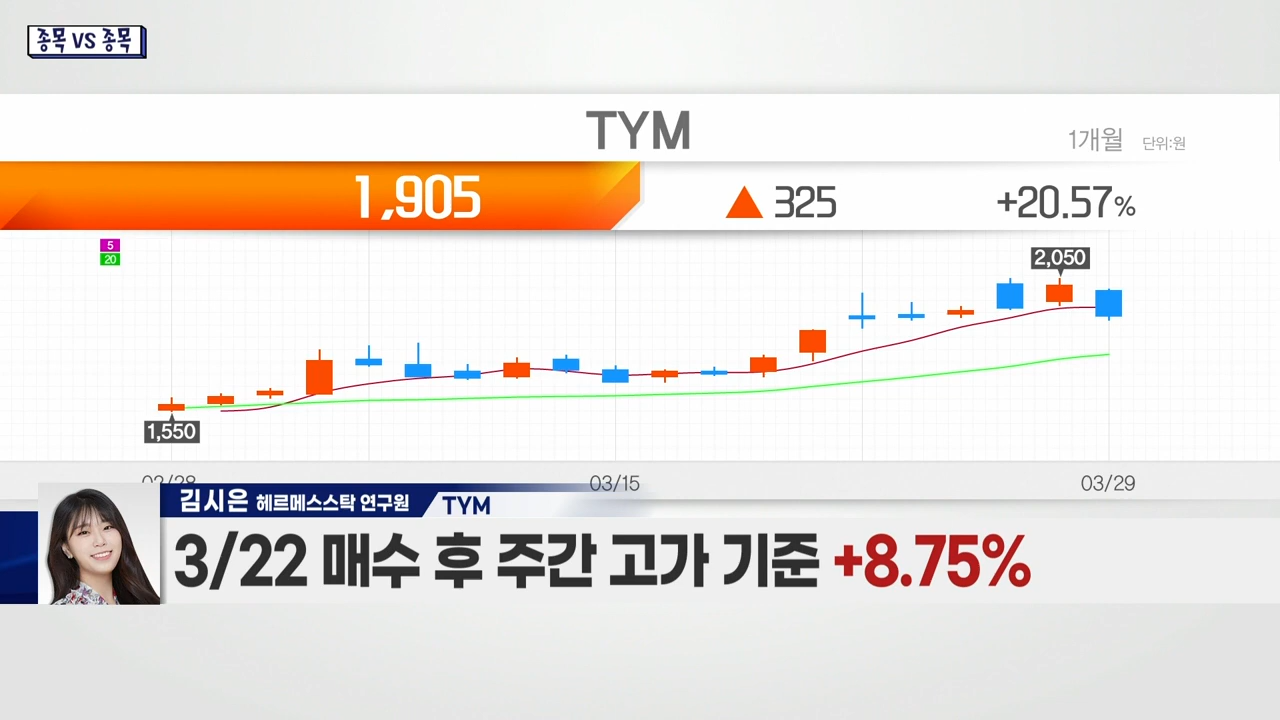 종목 VS 종목
TYM
1개월 단위:원
1,905 ▲ 325 +20.57%
5
20
2,050
1,550
02/28 03/15 03/29
김시은 헤르메스스탁 연구원 TYM
3/22 매수 후 주간 고가 기준 +8.75%